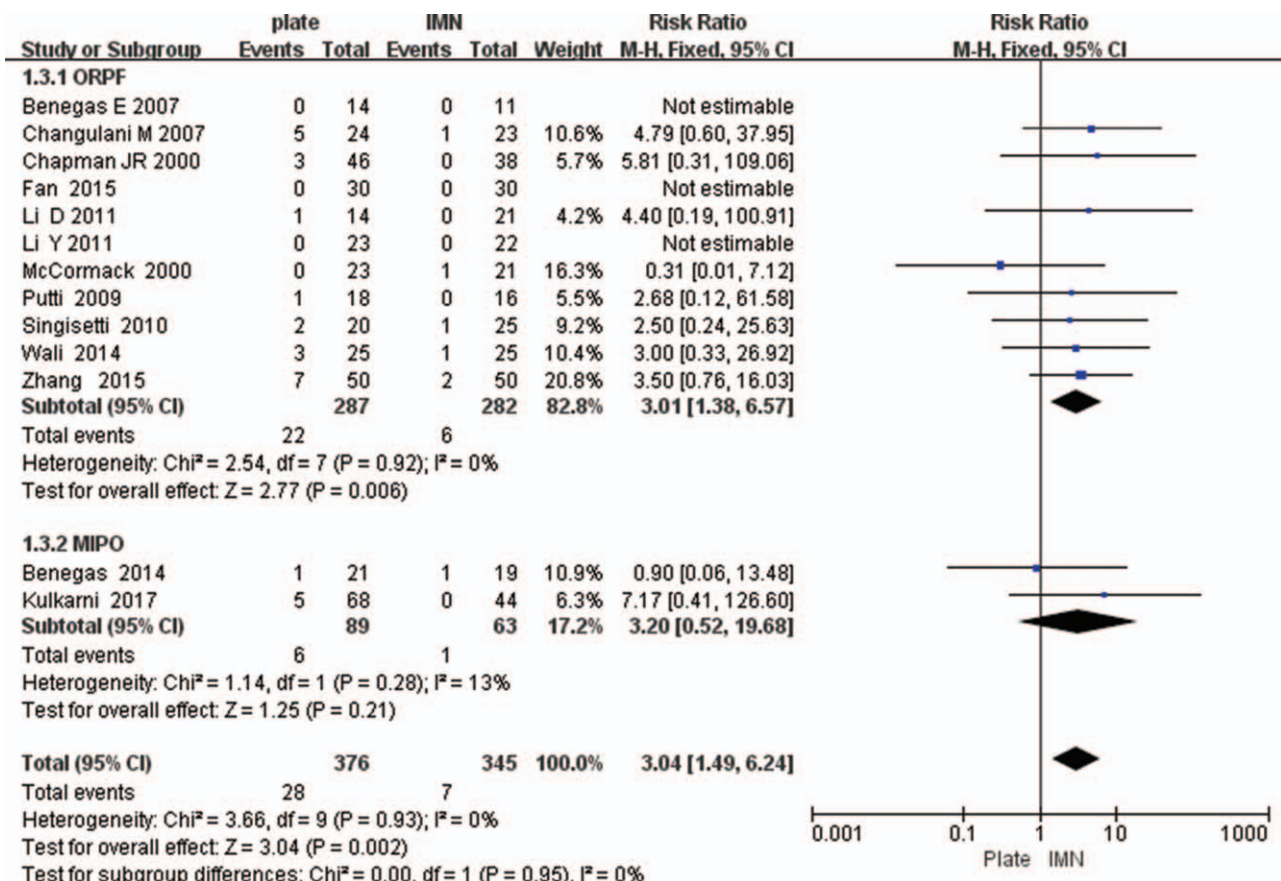 plate IMN Risk Ratio Risk Ratio
Study or Subgroup Events Total Events Total Weight M-H, Fixed, 95% CI M-H, Fixed, 95% CI
1.3.1 ORPF
Benegas E 2007 0 14 0 11 Not estimable
Changulani M 2007 5 24 1 23 10.6% 4.79 [0.60, 37.95]
Chapman JR 2000 3 46 0 38 5.7% 5.81 [0.31, 109.06]
Fan 2015 0 30 0 30 Not estimable
Li D 2011 1 14 0 21 4.2% 4.40 [0.19, 100.91]
Li Y 2011 0 23 0 22 Not estimable
McCormack 2000 0 23 1 21 16.3% 0.31 [0.01, 7.12]
Putti 2009 1 18 0 16 5.5% 2.68 [0.12, 61.58]
Singisetti 2010 2 20 1 25 9.2% 2.50 [0.24, 25.63]
Wali 2014 3 25 1 25 10.4% 3.00 [0.33, 26.92]
Zhang 2015 7 50 2 50 20.8% 3.50 [0.76, 16.03]
Subtotal (95% CI) 287 282 82.8% 3.01 [1.38, 6.57]
Total events 22 6
Heterogeneity: Chi² = 2.54, df = 7 (P = 0.92); I² = 0%
Test for overall effect: Z = 2.77 (P = 0.006)
1.3.2 MIPO
Benegas 2014 1 21 1 19 10.9% 0.90 [0.06, 13.48]
Kulkarni 2017 5 68 0 44 6.3% 7.17 [0.41, 126.60]
Subtotal (95% CI) 89 63 17.2% 3.20 [0.52, 19.68]
Total events 6 1
Heterogeneity: Chi² = 1.14, df = 1 (P = 0.28); I² = 13%
Test for overall effect: Z = 1.25 (P = 0.21)
Total (95% CI) 376 345 100.0% 3.04 [1.49, 6.24]
Total events 28 7
Heterogeneity: Chi² = 3.66, df = 9 (P = 0.93); I² = 0%
Test for overall effect: Z = 3.04 (P = 0.002)
Test for subgroup differences: Chi² = 0.00, df = 1 (P = 0.95), I² = 0%
0.001 0.1 1 10 1000
Plate IMN